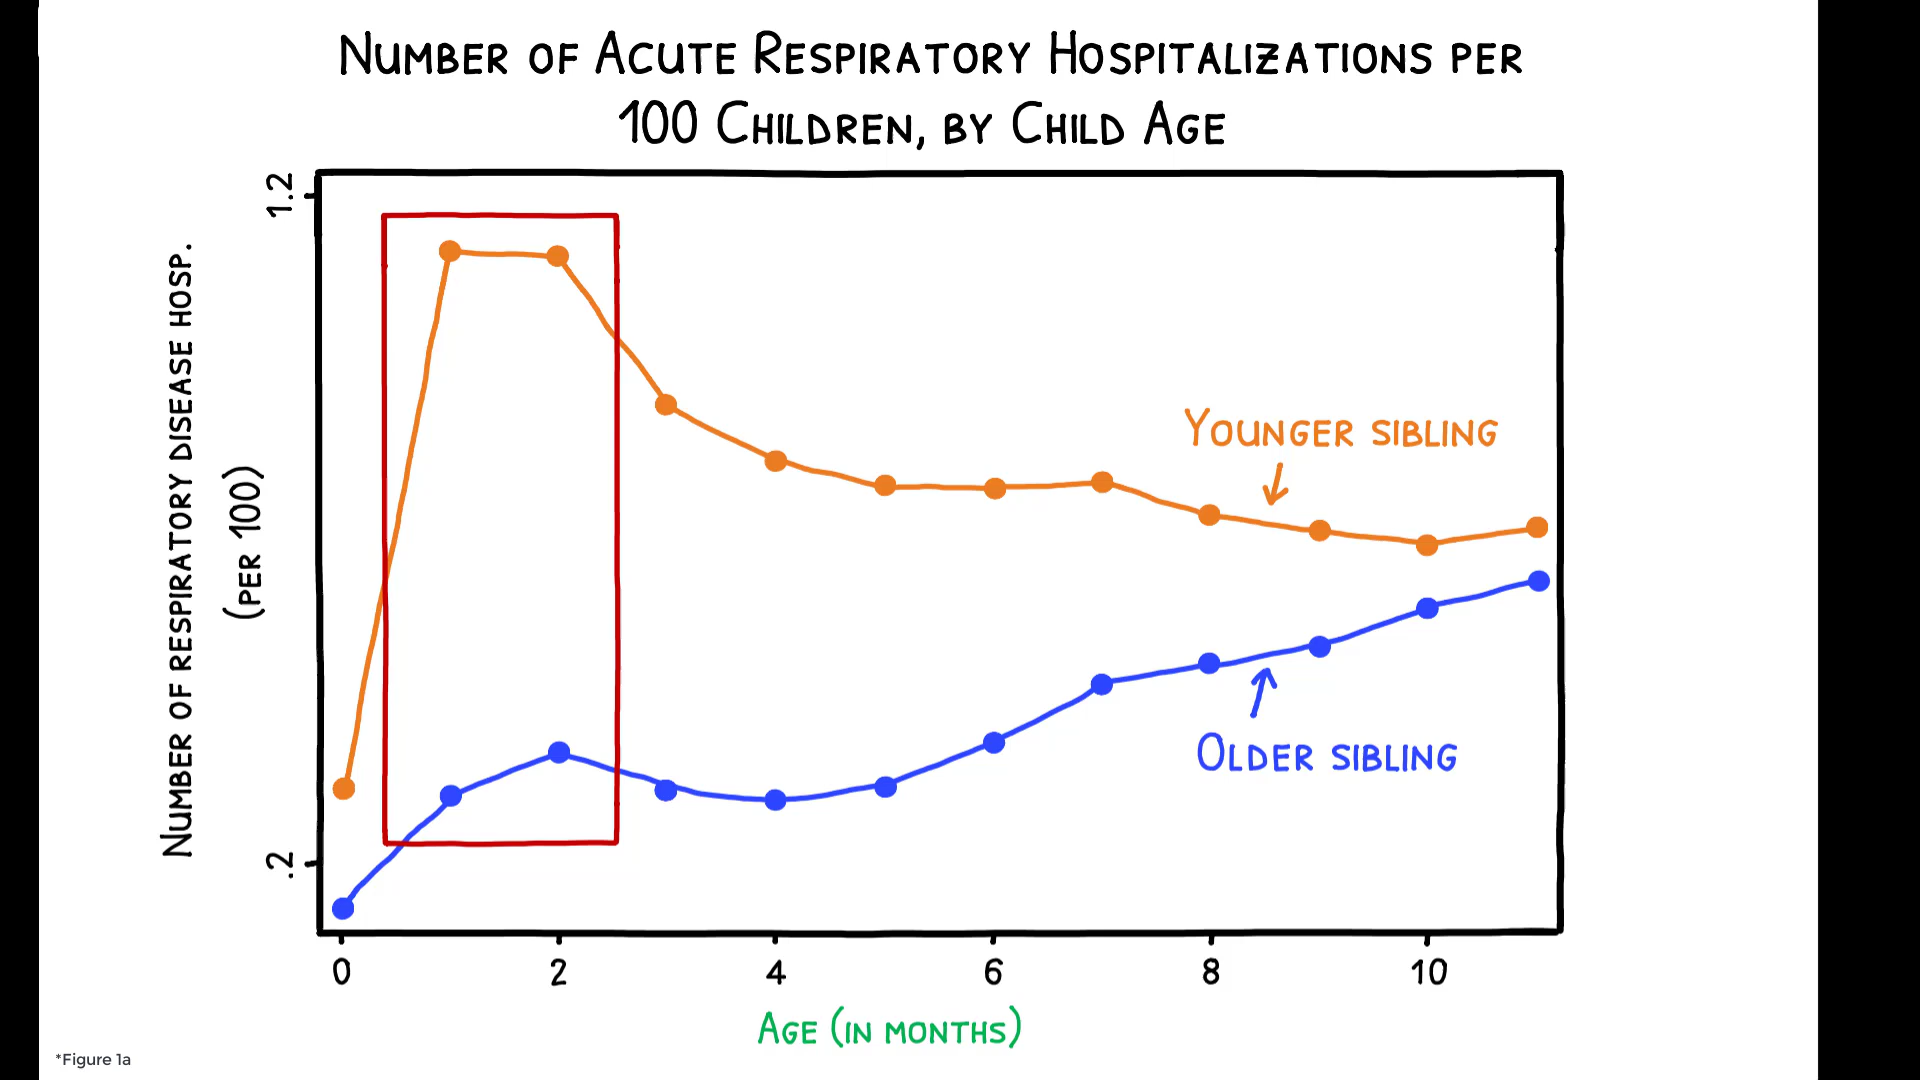 Number of Acute Respiratory Hospitalizations per
100 Children, by Child Age
1.2
Number of respiratory disease hosp.
(per 100)
Younger sibling
Older sibling
.2
0 2 4 6 8 10
Age (in months)
*Figure 1a